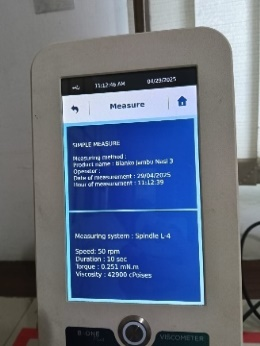 11:12:46 AM 04/29/2025
Measure
SIMPLE MEASURE
Measuring method :
Product name : Blanko Jambu Nasi 3
Operator :
Date of measurement : 29/04/2025
Hour of measurement : 11:12:39
Measuring system : Spindle L-4
Speed: 50 rpm
Duration : 10 sec
Torque : 0.251 mN.m
Viscosity : 42900 cPoises
B-ONE
VISCOMETER